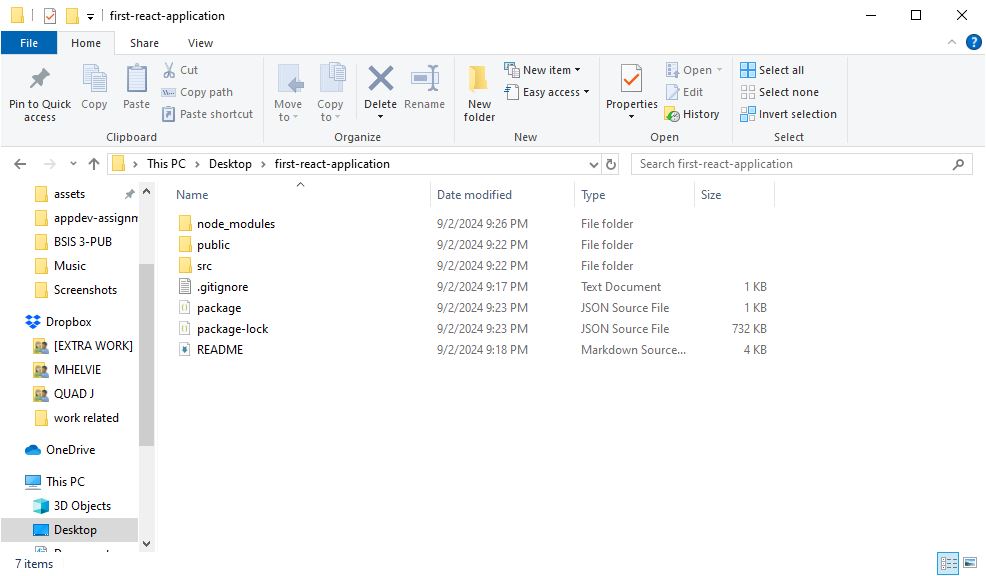 first-react-application
File Home Share View
Pin to Quick access
Copy
Paste
Cut
Copy path
Paste shortcut
Clipboard
Move to
Copy to
Delete
Rename
Organize
New folder
New item
Easy access
New
Properties
Open
Edit
History
Open
Select all
Select none
Invert selection
Select
This PC > Desktop > first-react-application
Search first-react-application
assets
appdev-assignm
BSIS 3-PUB
Music
Screenshots
Dropbox
[EXTRA WORK]
MHELVIE
QUAD J
work related
OneDrive
This PC
3D Objects
Desktop
Name Date modified Type Size
node_modules 9/2/2024 9:26 PM File folder
public 9/2/2024 9:22 PM File folder
src 9/2/2024 9:22 PM File folder
.gitignore 9/2/2024 9:17 PM Text Document 1 KB
package 9/2/2024 9:23 PM JSON Source File 1 KB
package-lock 9/2/2024 9:23 PM JSON Source File 732 KB
README 9/2/2024 9:18 PM Markdown Source... 4 KB
7 items